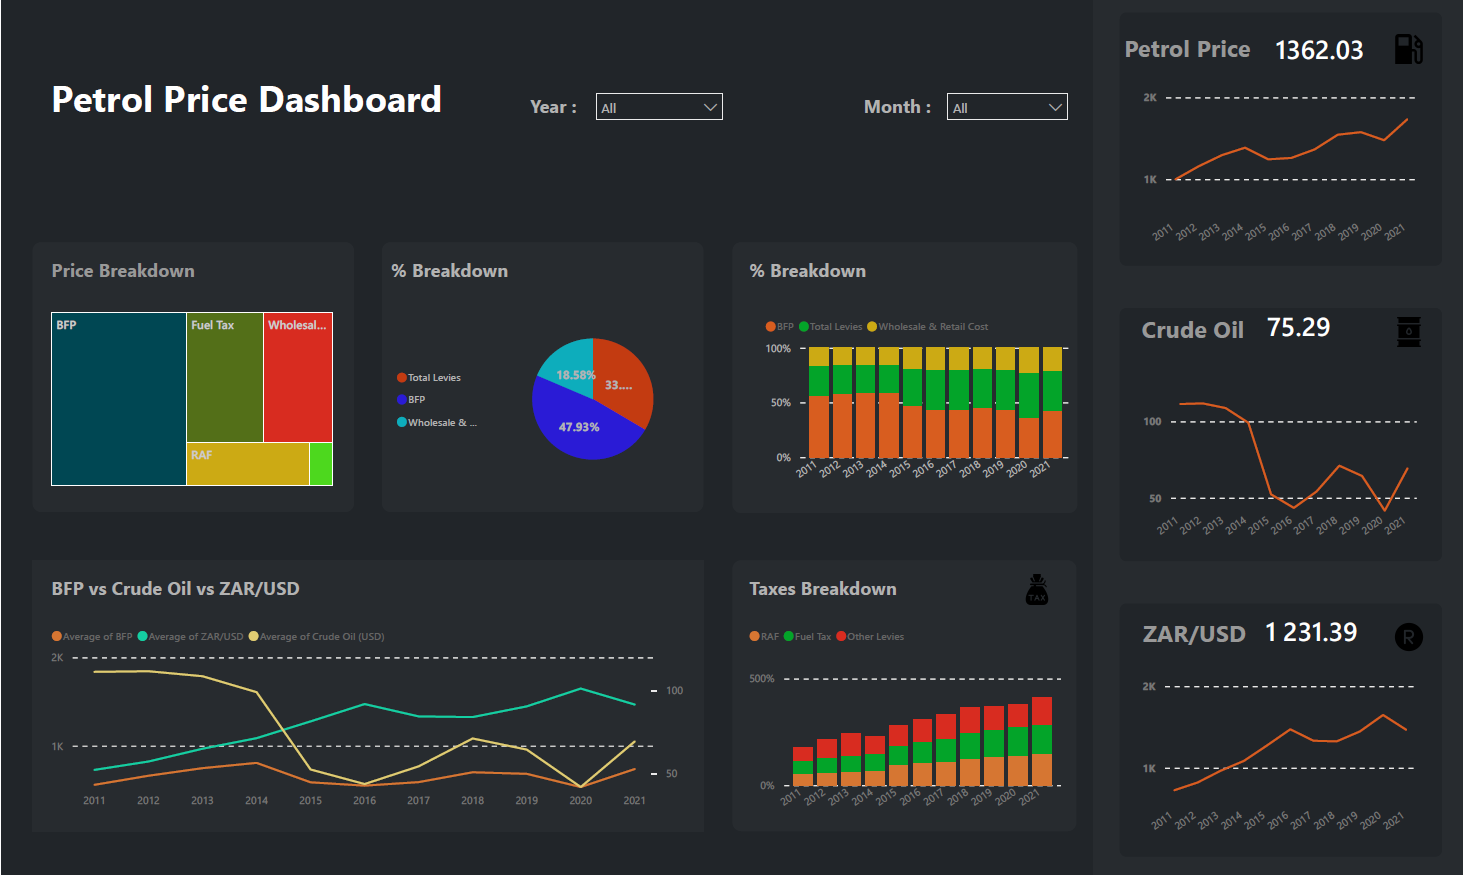 Petrol Price Dashboard
Year :
All
Month :
All
Petrol Price 1362.03
2K
1K
2011 2012 2013 2014 2015 2016 2017 2018 2019 2020 2021
Price Breakdown
BFP
Fuel Tax
Wholesal...
RAF
% Breakdown
Total Levies
BFP
Wholesale & ...
18.58%
33....
47.93%
% Breakdown
BFP Total Levies Wholesale & Retail Cost
100%
50%
0%
2011 2012 2013 2014 2015 2016 2017 2018 2019 2020 2021
Crude Oil 75.29
100
50
2011 2012 2013 2014 2015 2016 2017 2018 2019 2020 2021
BFP vs Crude Oil vs ZAR/USD
Average of BFP Average of ZAR/USD Average of Crude Oil (USD)
2K
1K
100
50
2011 2012 2013 2014 2015 2016 2017 2018 2019 2020 2021
Taxes Breakdown
TAX
RAF Fuel Tax Other Levies
500%
0%
2011 2012 2013 2014 2015 2016 2017 2018 2019 2020 2021
ZAR/USD 1 231.39
R
2K
1K
2011 2012 2013 2014 2015 2016 2017 2018 2019 2020 2021